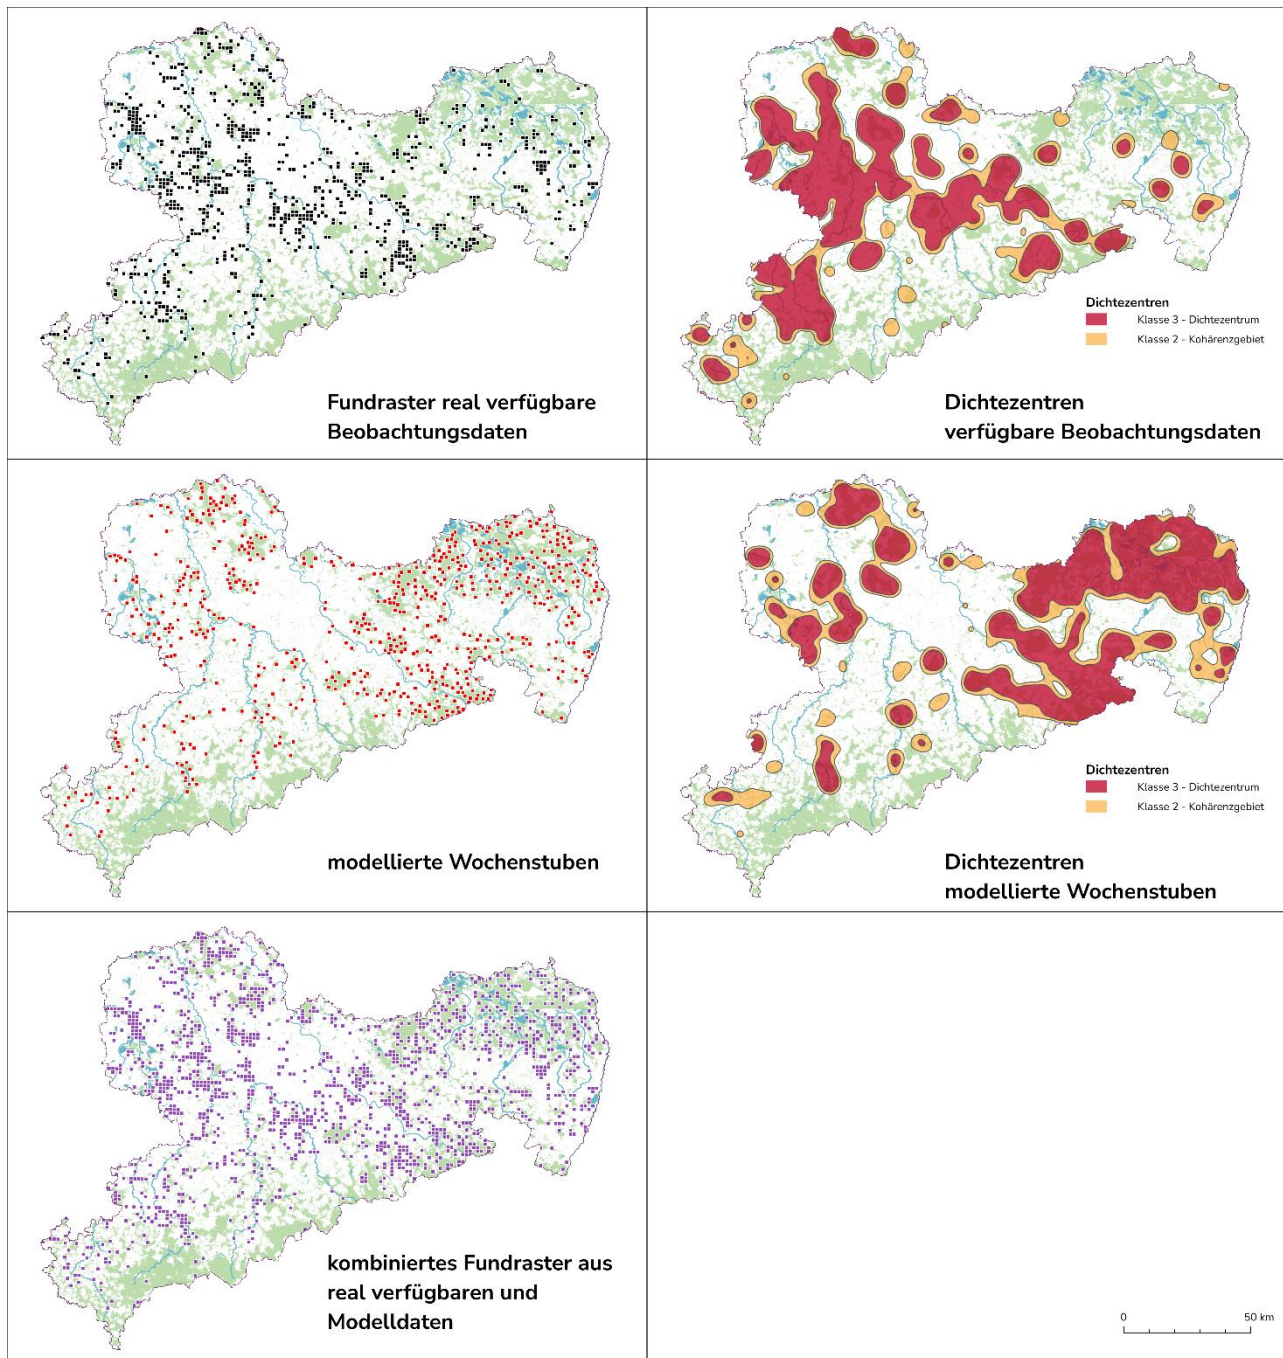 Fundraster real verfügbare
Beobachtungsdaten
Dichtezentren
Klasse 3 - Dichtezentrum
Klasse 2 - Kohärenzgebiet
Dichtezentren
verfügbare Beobachtungsdaten
modellierte Wochenstuben
Dichtezentren
Klasse 3 - Dichtezentrum
Klasse 2 - Kohärenzgebiet
Dichtezentren
modellierte Wochenstuben
kombiniertes Fundraster aus
real verfügbaren und
Modelldaten
0 50 km